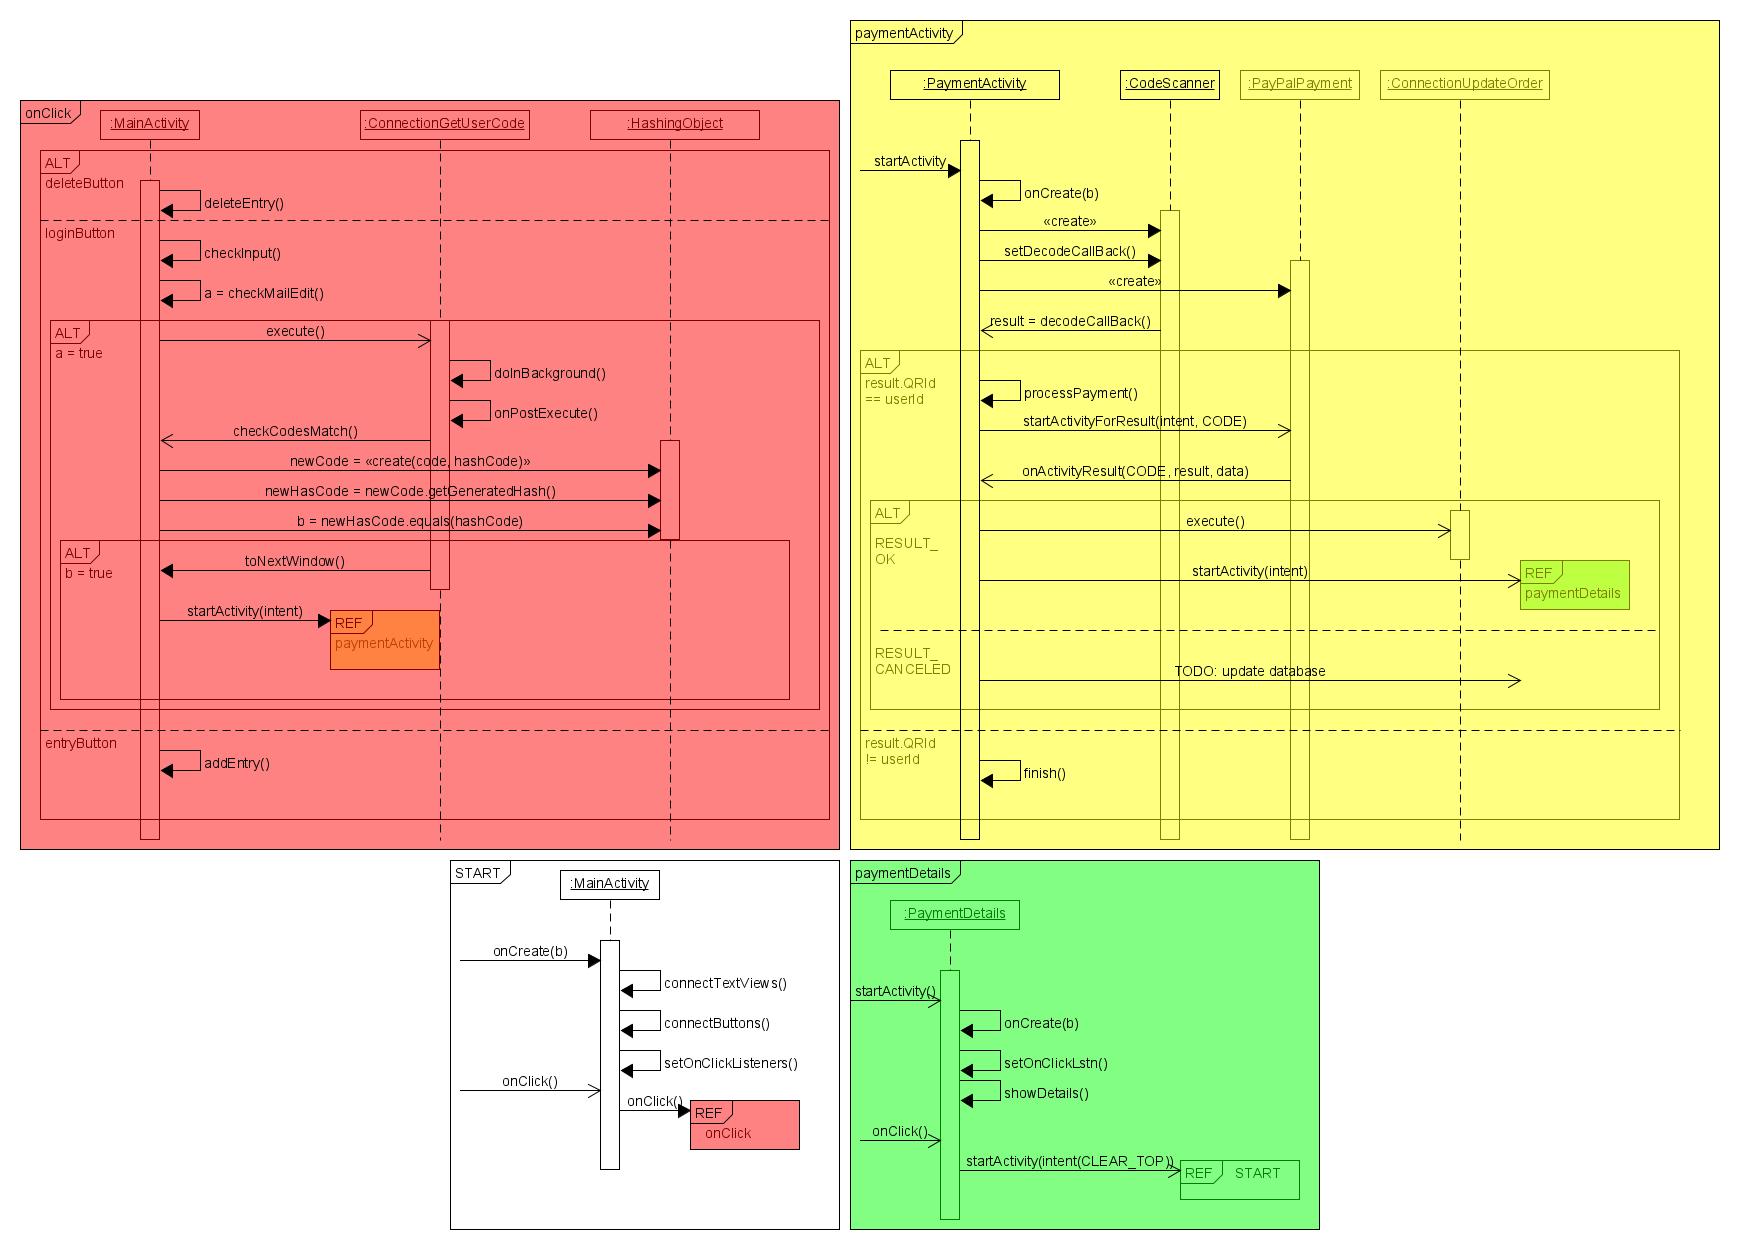 onClick
:MainActivity
:ConnectionGetUserCode
:HashingObject
ALT
deleteButton
deleteEntry()
loginButton
checkInput()
a = checkMailEdit()
ALT
a = true
execute()
doInBackground()
onPostExecute()
checkCodesMatch()
newCode = «create(code, hashCode)»
newHasCode = newCode.getGeneratedHash()
b = newHasCode.equals(hashCode)
ALT
b = true
toNextWindow()
startActivity(intent)
REF
paymentActivity
entryButton
addEntry()
paymentActivity
:PaymentActivity
:CodeScanner
:PayPalPayment
:ConnectionUpdateOrder
startActivity
onCreate(b)
«create»
setDecodeCallBack()
«create»
result = decodeCallBack()
ALT
result.QRId
== userId
processPayment()
startActivityForResult(intent, CODE)
onActivityResult(CODE, result, data)
ALT
RESULT_
OK
execute()
startActivity(intent)
REF
paymentDetails
RESULT_
CANCELED
TODO: update database
result.QRId
!= userId
finish()
START
:MainActivity
onCreate(b)
connectTextViews()
connectButtons()
setOnClickListeners()
onClick()
onClick()
REF
onClick
paymentDetails
:PaymentDetails
startActivity()
onCreate(b)
setOnClickLstn()
showDetails()
onClick()
startActivity(intent(CLEAR_TOP))
REF START